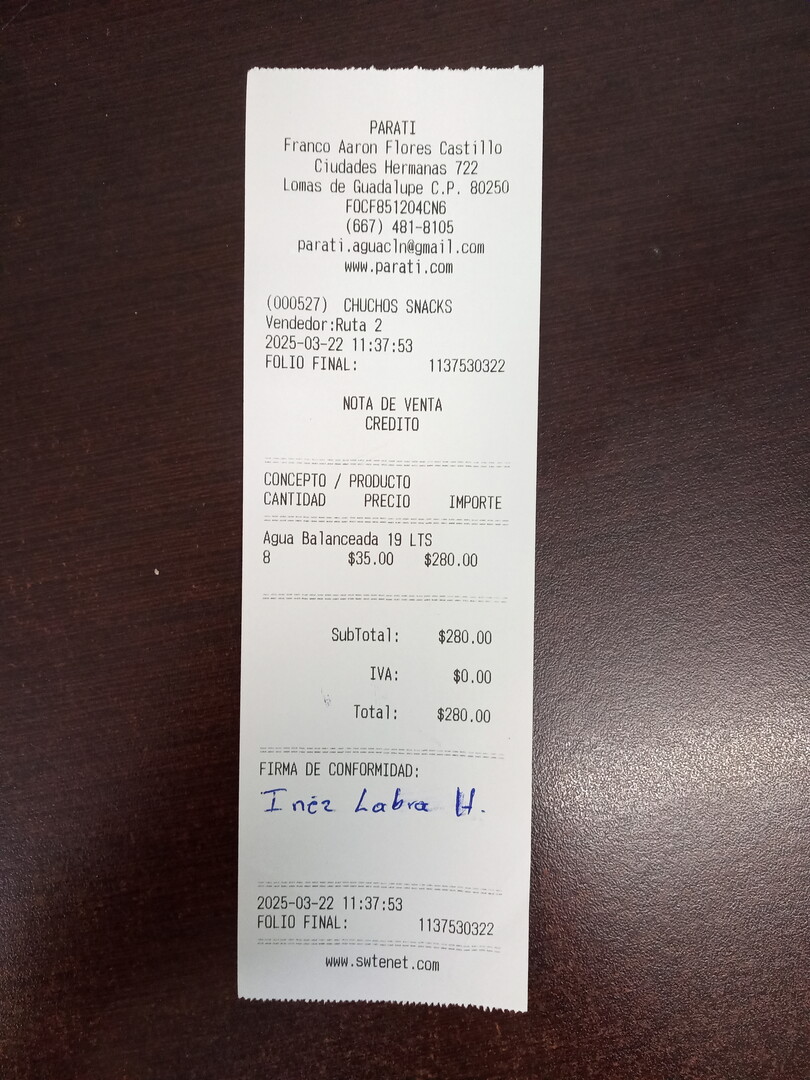 PARATI
Franco Aaron Flores Castillo
Ciudades Hermanas 722
Lomas de Guadalupe C.P. 80250
FOCF851204CN6
(667) 481-8105
parati.aguacln@gmail.com
www.parati.com
(000527) CHUCHOS SNACKS
Vendedor:Ruta 2
2025-03-22 11:37:53
FOLIO FINAL: 1137530322
NOTA DE VENTA
CREDITO
CONCEPTO / PRODUCTO
CANTIDAD PRECIO IMPORTE
Agua Balanceada 19 LTS
8 $35.00 $280.00
SubTotal: $280.00
IVA: $0.00
Total: $280.00
FIRMA DE CONFORMIDAD:
Inéz Labra H.
2025-03-22 11:37:53
FOLIO FINAL: 1137530322
www.swtenet.com